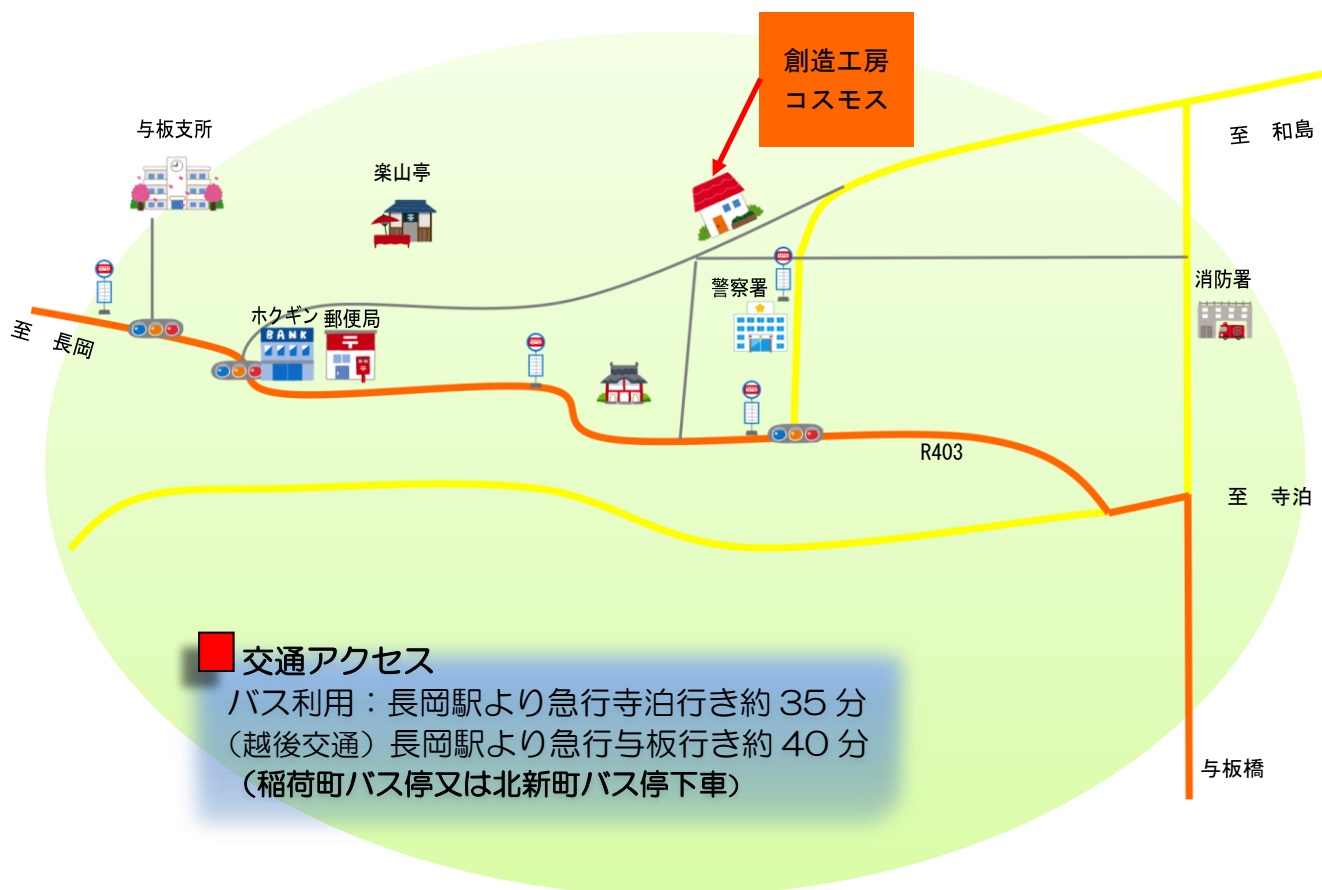 創造工房
コスモス
与板支所
至 和島
楽山亭
消防署
警察署
ホクギン
郵便局
BANK
至 長岡
R403
至 寺泊
交通アクセス
バス利用：長岡駅より急行寺泊行き約 35 分
（越後交通）長岡駅より急行与板行き約 40 分
（稲荷町バス停又は北新町バス停下車）
与板橋